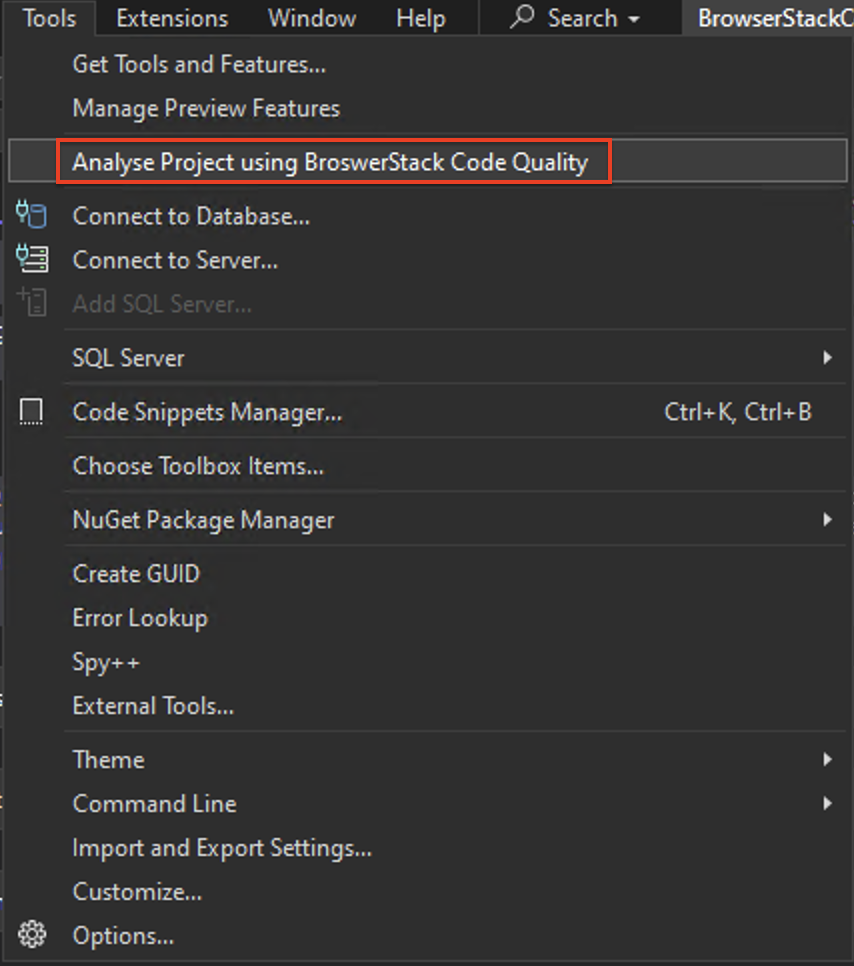 Tools Extensions Window Help Search BrowserStackC
Get Tools and Features...
Manage Preview Features
Analyse Project using BroswerStack Code Quality
Connect to Database...
Connect to Server...
Add SQL Server...
SQL Server
Code Snippets Manager... Ctrl+K, Ctrl+B
Choose Toolbox Items...
NuGet Package Manager
Create GUID
Error Lookup
Spy++
External Tools...
Theme
Command Line
Import and Export Settings...
Customize...
Options...